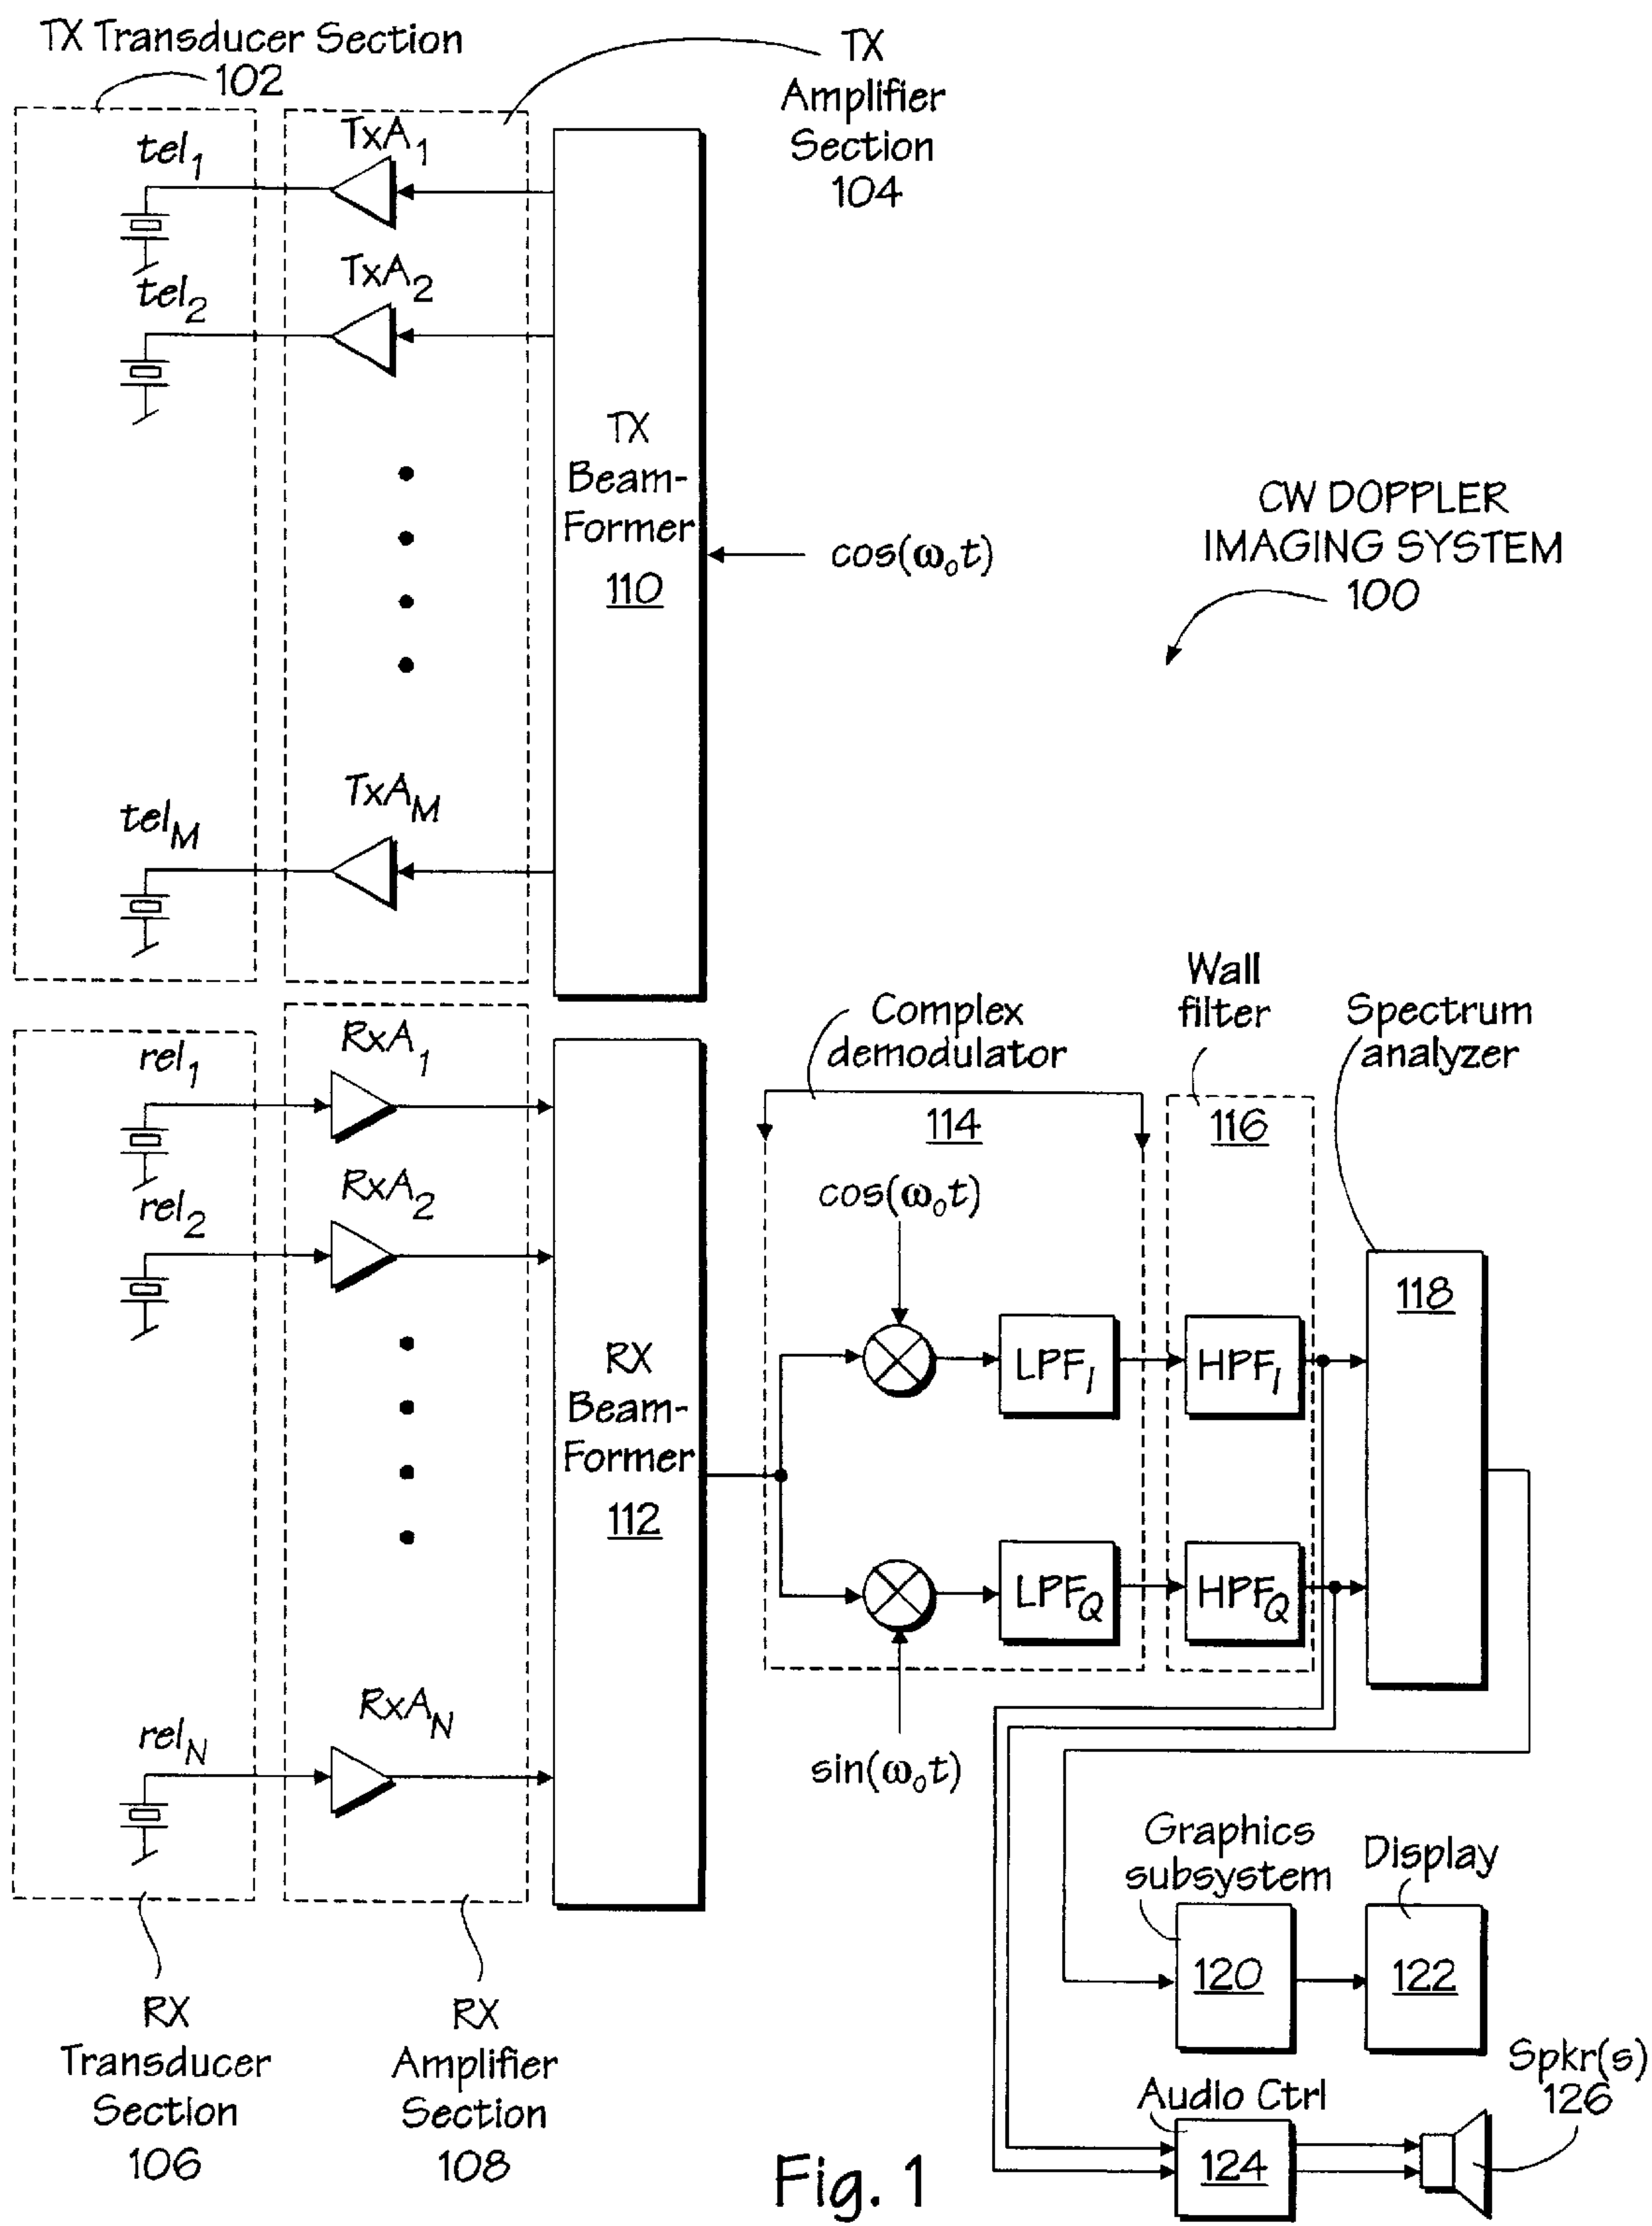 TX Transducer Section
102
TX
Amplifier
Section
104
tel1
TxA1
tel2
TxA2
TX
Beam-
Former
110
cos(ω₀t)
CW DOPPLER
IMAGING SYSTEM
100
telM
TxAM
Complex
demodulator
114
Wall
filter
116
Spectrum
analyzer
118
rel1
RxA1
rel2
RxA2
cos(ω₀t)
RX
Beam-
Former
112
LPFI
HPFI
LPFQ
HPFQ
relN
RxAN
sin(ω₀t)
Graphics
subsystem
120
Display
122
RX
Transducer
Section
106
RX
Amplifier
Section
108
Audio Ctrl
124
Spkr(s)
126
Fig. 1